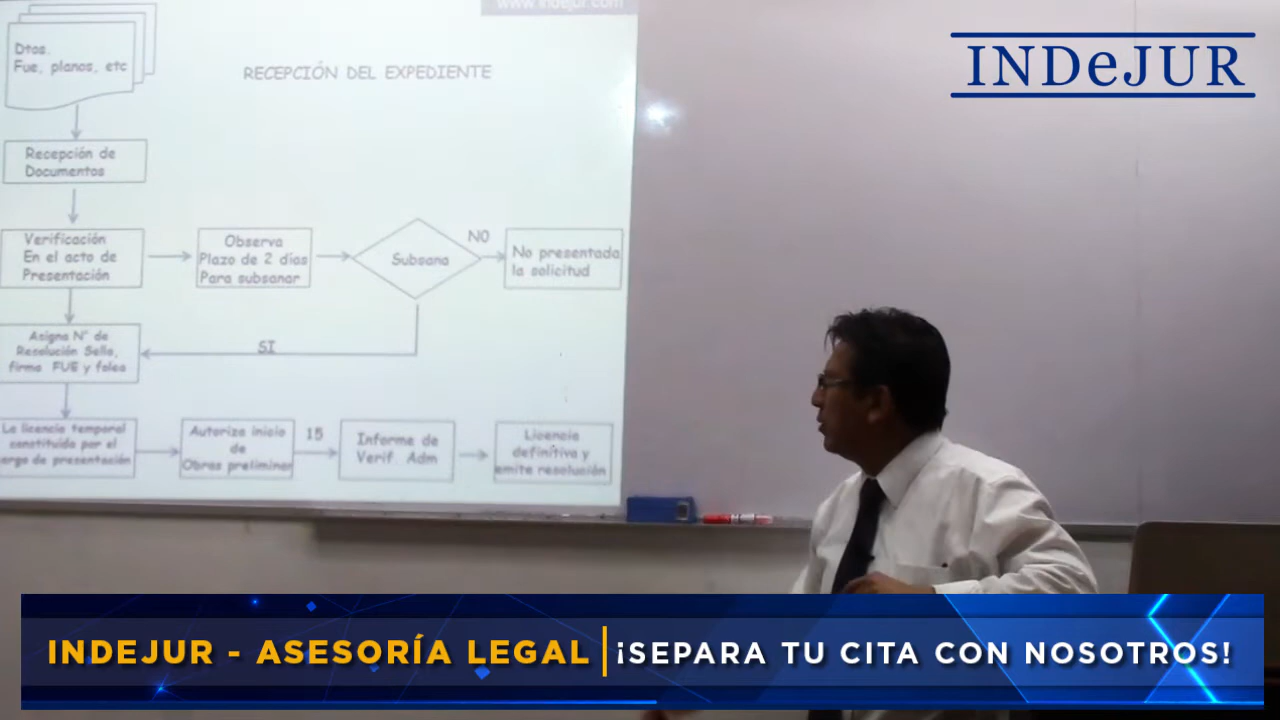 www.indejur.com
INDeJUR
Dtos.
Fue, planos, etc
RECEPCIÓN DEL EXPEDIENTE
Recepción de
Documentos
Verificación
En el acto de
Presentación
Observa
Plazo de 2 días
Para subsanar
Subsana
NO
No presentada
la solicitud
Asigna N° de
Resolución Sella,
firma FUE y folea
SI
La licencia temporal
constituida por el
argo de presentación
Autoriza inicio
de
Obras preliminar
15
Informe de
Verif. Adm
Licencia
definitiva y
emite resolución
INDEJUR - ASESORÍA LEGAL
¡SEPARA TU CITA CON NOSOTROS!